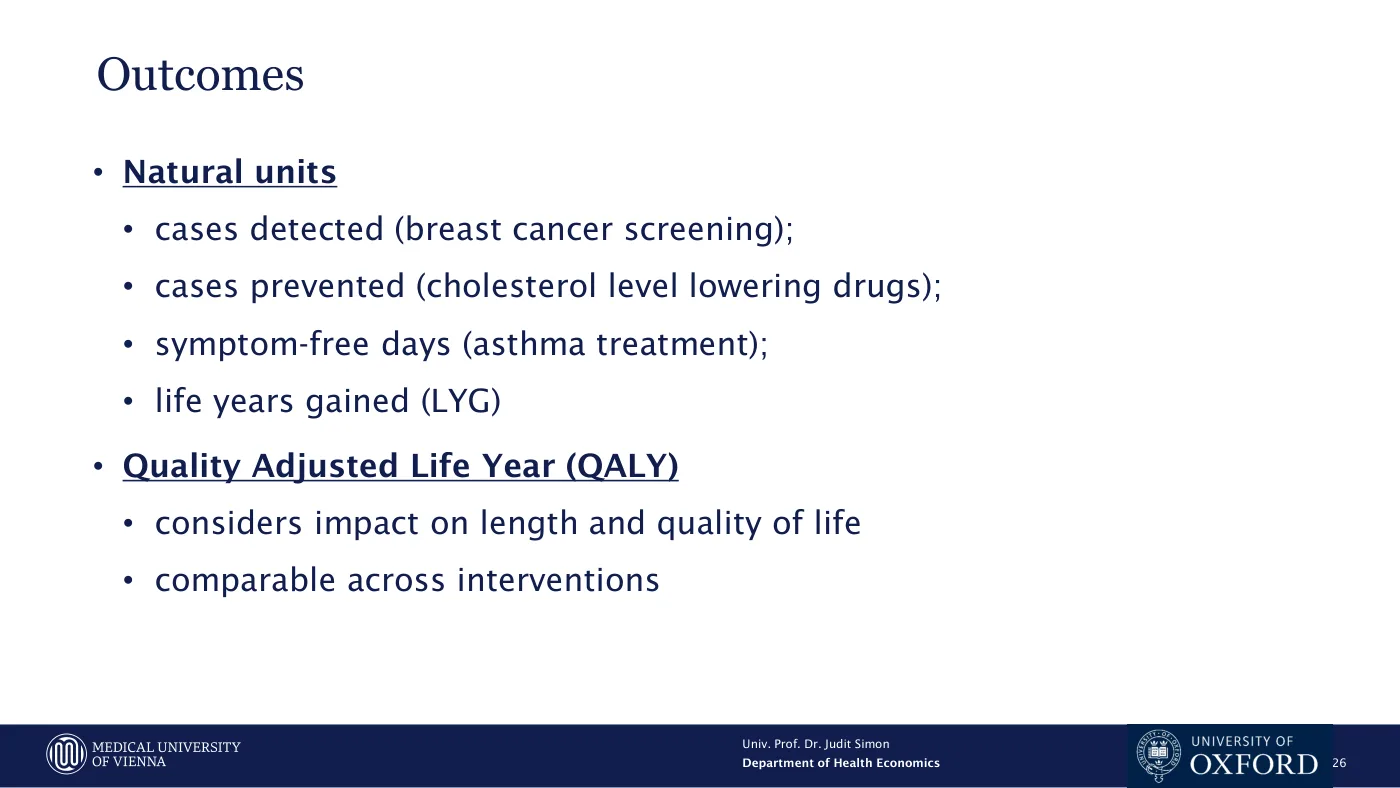 Outcomes
• Natural units
• cases detected (breast cancer screening);
• cases prevented (cholesterol level lowering drugs);
• symptom-free days (asthma treatment);
• life years gained (LYG)
• Quality Adjusted Life Year (QALY)
• considers impact on length and quality of life
• comparable across interventions
MEDICAL UNIVERSITY
OF VIENNA
Univ. Prof. Dr. Judit Simon
Department of Health Economics
UNIVERSITY OF
OXFORD
26